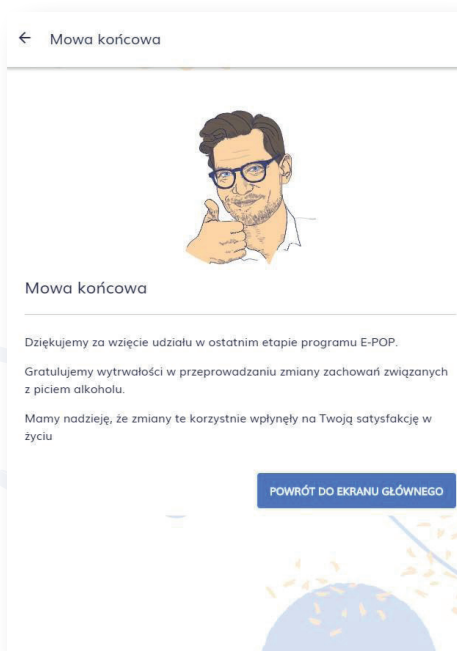 Mowa końcowa
Mowa końcowa
Dziękujemy za wzięcie udziału w ostatnim etapie programu E-POP.
Gratulujemy wytrwałości w przeprowadzaniu zmiany zachowań związanych
z piciem alkoholu.
Mamy nadzieję, że zmiany te korzystnie wpłynęły na Twoją satysfakcję w
życiu
POWRÓT DO EKRANU GŁÓWNEGO